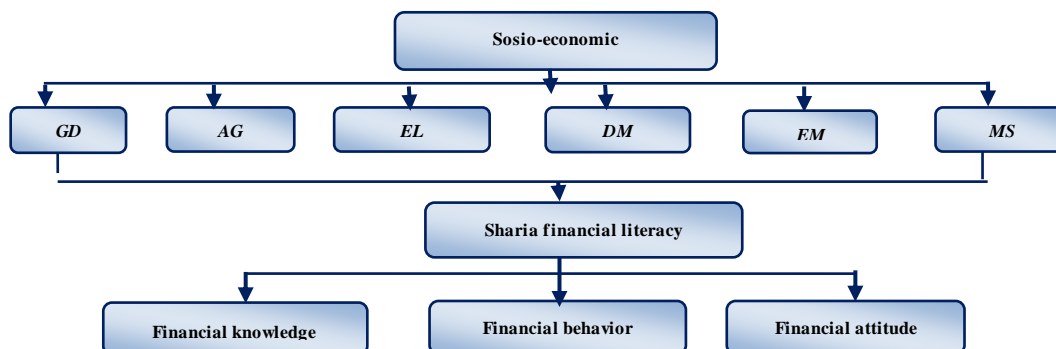 Sosio-economic
GD AG EL DM EM MS
Sharia financial literacy
Financial knowledge Financial behavior Financial attitude